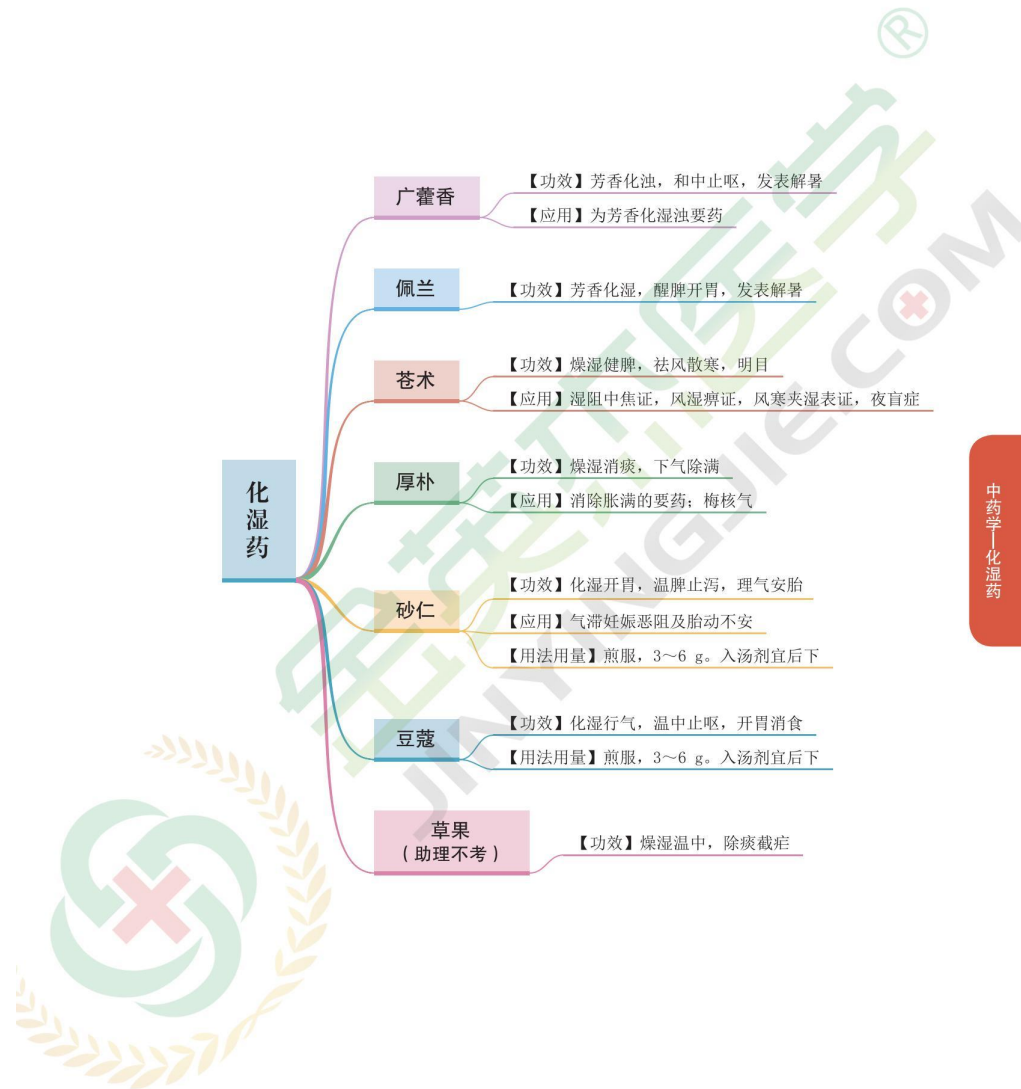 ®
金英杰医学
JINYINGJIE.COM
化湿药
广藿香
【功效】芳香化浊，和中止呕，发表解暑
【应用】为芳香化湿浊要药
佩兰
【功效】芳香化湿，醒脾开胃，发表解暑
苍术
【功效】燥湿健脾，祛风散寒，明目
【应用】湿阻中焦证，风湿痹证，风寒夹湿表证，夜盲症
厚朴
【功效】燥湿消痰，下气除满
【应用】消除胀满的要药；梅核气
砂仁
【功效】化湿开胃，温脾止泻，理气安胎
【应用】气滞妊娠恶阻及胎动不安
【用法用量】煎服，3～6 g。入汤剂宜后下
豆蔻
【功效】化湿行气，温中止呕，开胃消食
【用法用量】煎服，3～6 g。入汤剂宜后下
草果
（助理不考）
【功效】燥湿温中，除痰截疟
中药学—化湿药